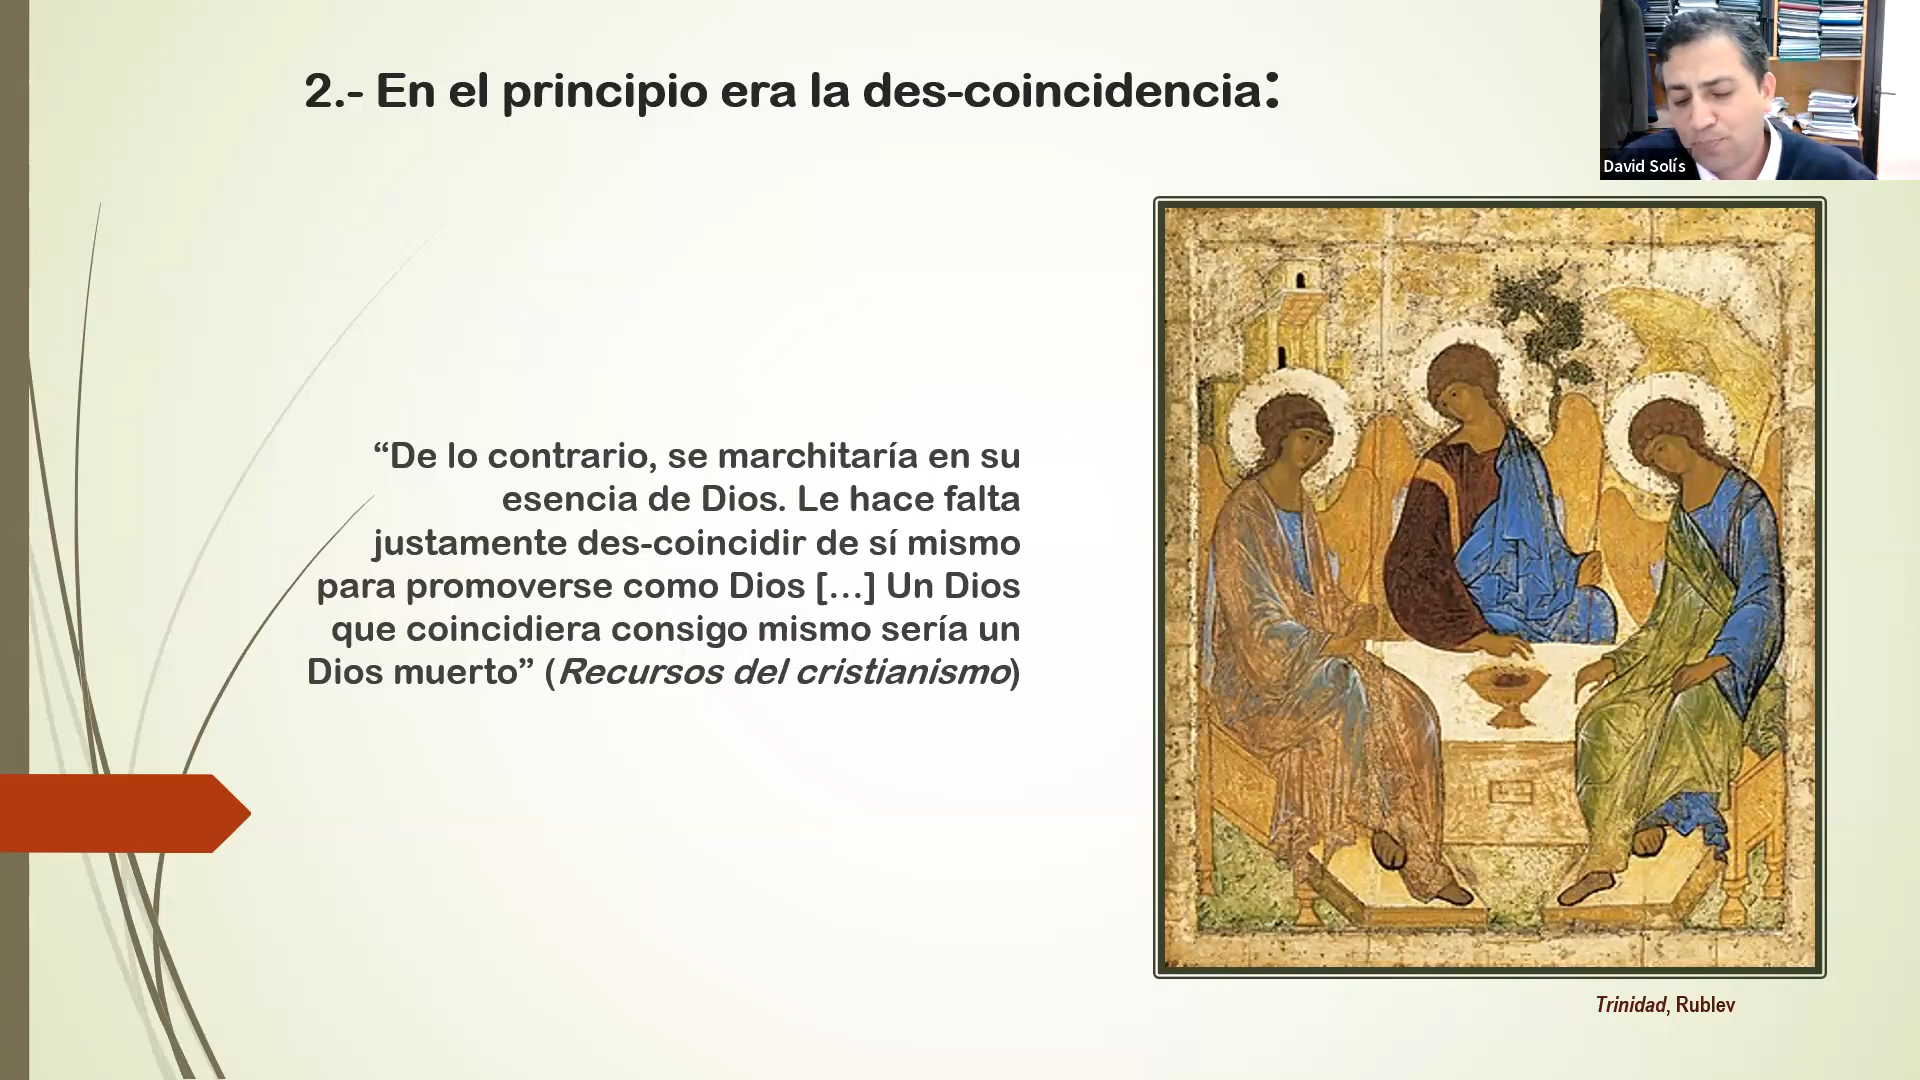 2.- En el principio era la des-coincidencia:
David Solís
“De lo contrario, se marchitaría en su
esencia de Dios. Le hace falta
justamente des-coincidir de sí mismo
para promoverse como Dios […] Un Dios
que coincidiera consigo mismo sería un
Dios muerto” (Recursos del cristianismo)
Trinidad, Rublev